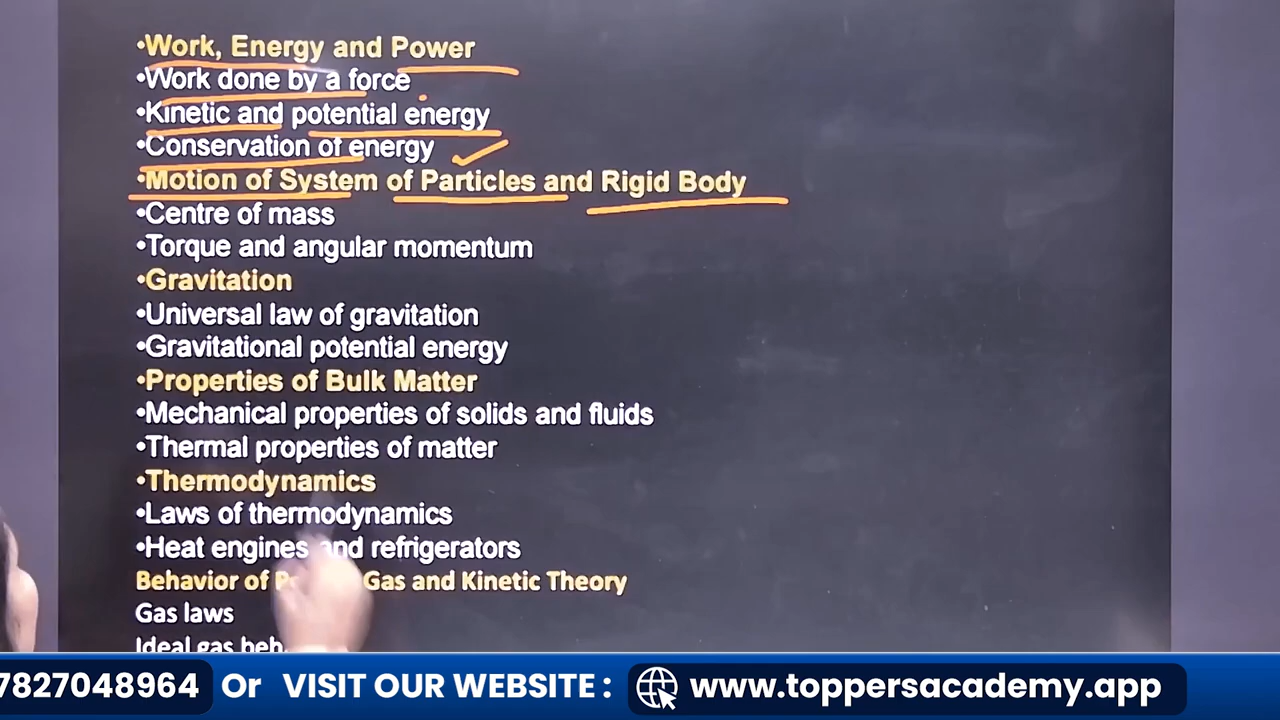 •Work, Energy and Power
•Work done by a force
•Kinetic and potential energy
•Conservation of energy
•Motion of System of Particles and Rigid Body
•Centre of mass
•Torque and angular momentum
•Gravitation
•Universal law of gravitation
•Gravitational potential energy
•Properties of Bulk Matter
•Mechanical properties of solids and fluids
•Thermal properties of matter
•Thermodynamics
•Laws of thermodynamics
•Heat engines and refrigerators
Behavior of Gas and Kinetic Theory
Gas laws
Ideal gas
7827048964 Or VISIT OUR WEBSITE : www.toppersacademy.app